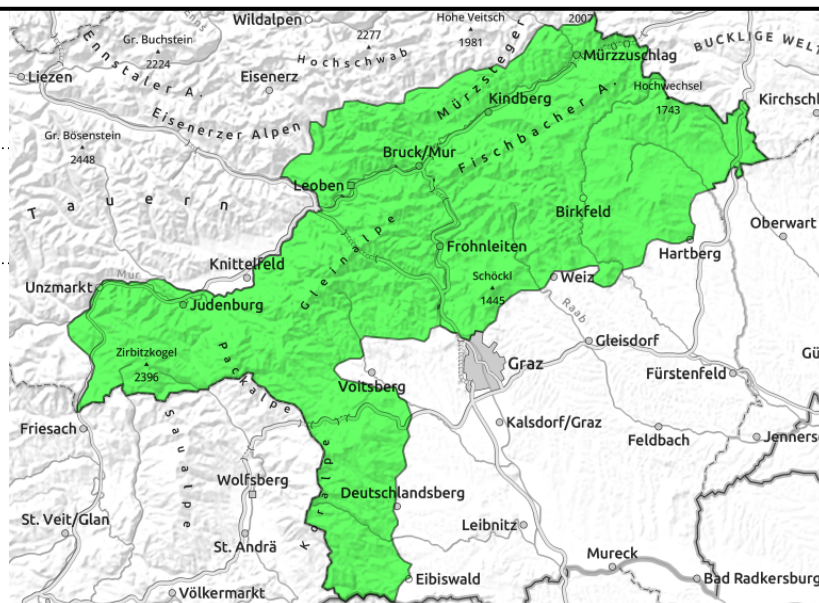 Wildalpen
Hohe Veitsch
1981
2007
Gr. Buchstein
2224
2277
Hochschwab
Mürzsteger
Mürzzuschlag
BUCKLIGE WELT
Ennstaler A.
Enns
Liezen
Eisenerz
Hochwechsel
1743
Kirchschl
Kindberg
Eisenerzer Alpen
Fischbacher A.
Gr. Bösenstein
2448
Bruck/Mur
Leoben
Tauern
Birkfeld
Oberwart
Frohnleiten
Hartberg
Knittelfeld
Gleinalpe
Schöckl
1445
Weiz
Unzmarkt
Mur
Judenburg
Raab
Gleisdorf
Zirbitzkogel
2396
Packalpe
Graz
Gü
Voitsberg
Fürstenfeld
Friesach
Saualpe
Kalsdorf/Graz
Feldbach
Jenners
Koralpe
Wolfsberg
Deutschlandsberg
St. Veit/Glan
St. Andrä
Leibnitz
Mureck
Eibiswald
Bad Radkersburg
Völkermarkt